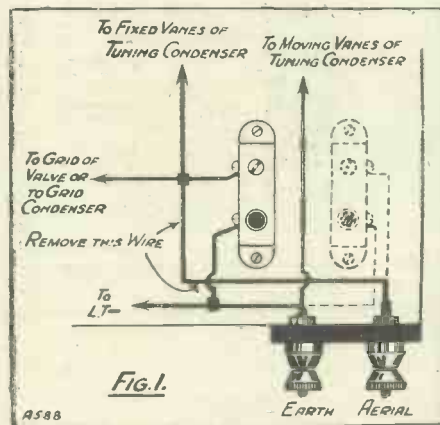 TO FIXED VANES OF
TUNING CONDENSER
TO MOVING VANES OF
TUNING CONDENSER
TO GRID OF
VALVE OR
TO GRID
CONDENSER
REMOVE THIS WIRE
TO
L.T-
FIG.1.
EARTH AERIAL
A588